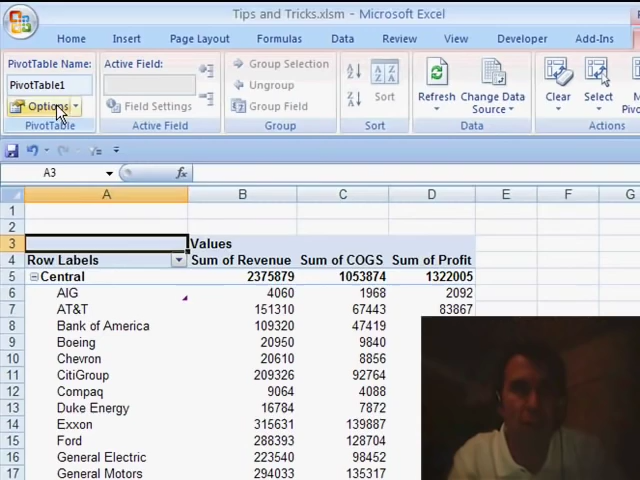 Tips and Tricks.xlsm - Microsoft Excel
Home Insert Page Layout Formulas Data Review View Developer Add-Ins
PivotTable Name: Active Field: Group Selection
PivotTable1 Ungroup Sort Refresh Change Data Source Clear Select
Options Field Settings Group Field
PivotTable Active Field Group Sort Data Actions
A3 fx
A B C D E F G
1
2
3 Values
4 Row Labels Sum of Revenue Sum of COGS Sum of Profit
5 Central 2375879 1053874 1322005
6 AIG 4060 1968 2092
7 AT&T 151310 67443 83867
8 Bank of America 109320 47419
9 Boeing 20950 9840
10 Chevron 20610 8856
11 CitiGroup 209326 92764
12 Compaq 9064 4088
13 Duke Energy 16784 7872
14 Exxon 315631 139887
15 Ford 288393 128704
16 General Electric 223540 98452
17 General Motors 294033 135317